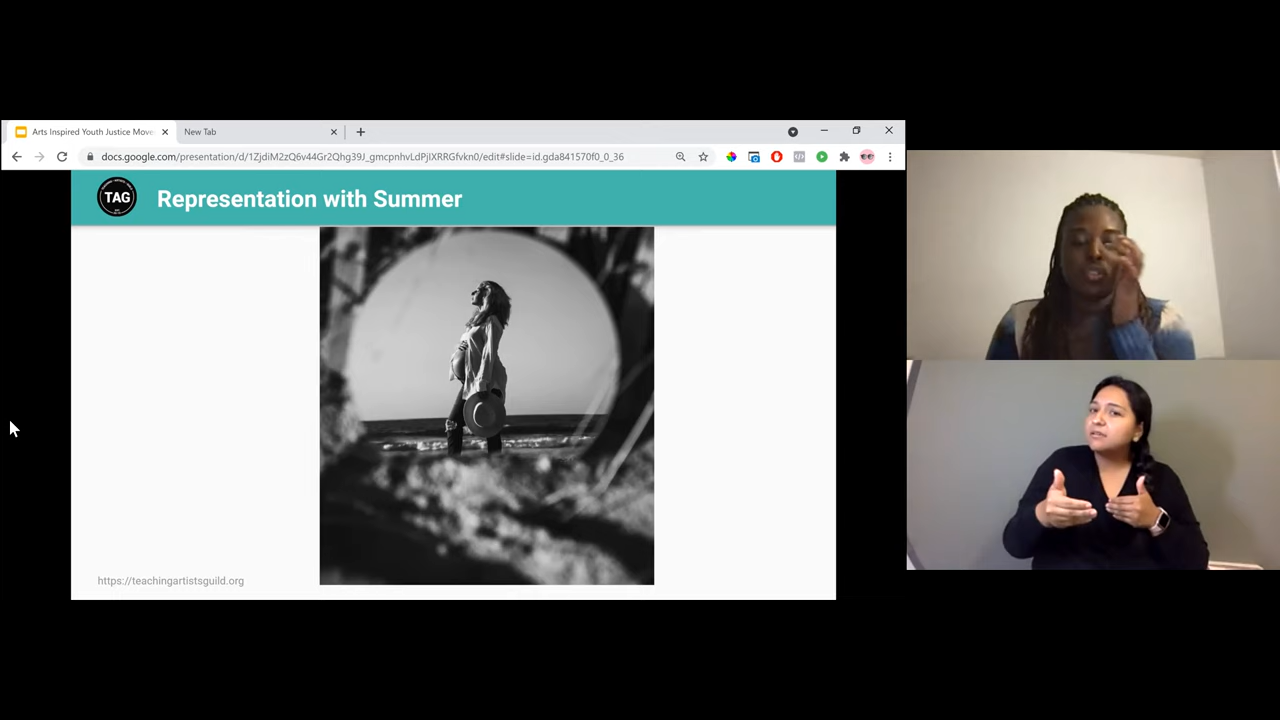 Arts Inspired Youth Justice Move
New Tab
docs.google.com/presentation/d/1ZjdiM2zQ6v44Gr2Qhg39J_gmcpnhvLdPjIXRRGfvkn0/edit#slide=id.gda841570f0_0_36
TAG
Representation with Summer
https://teachingartistsguild.org